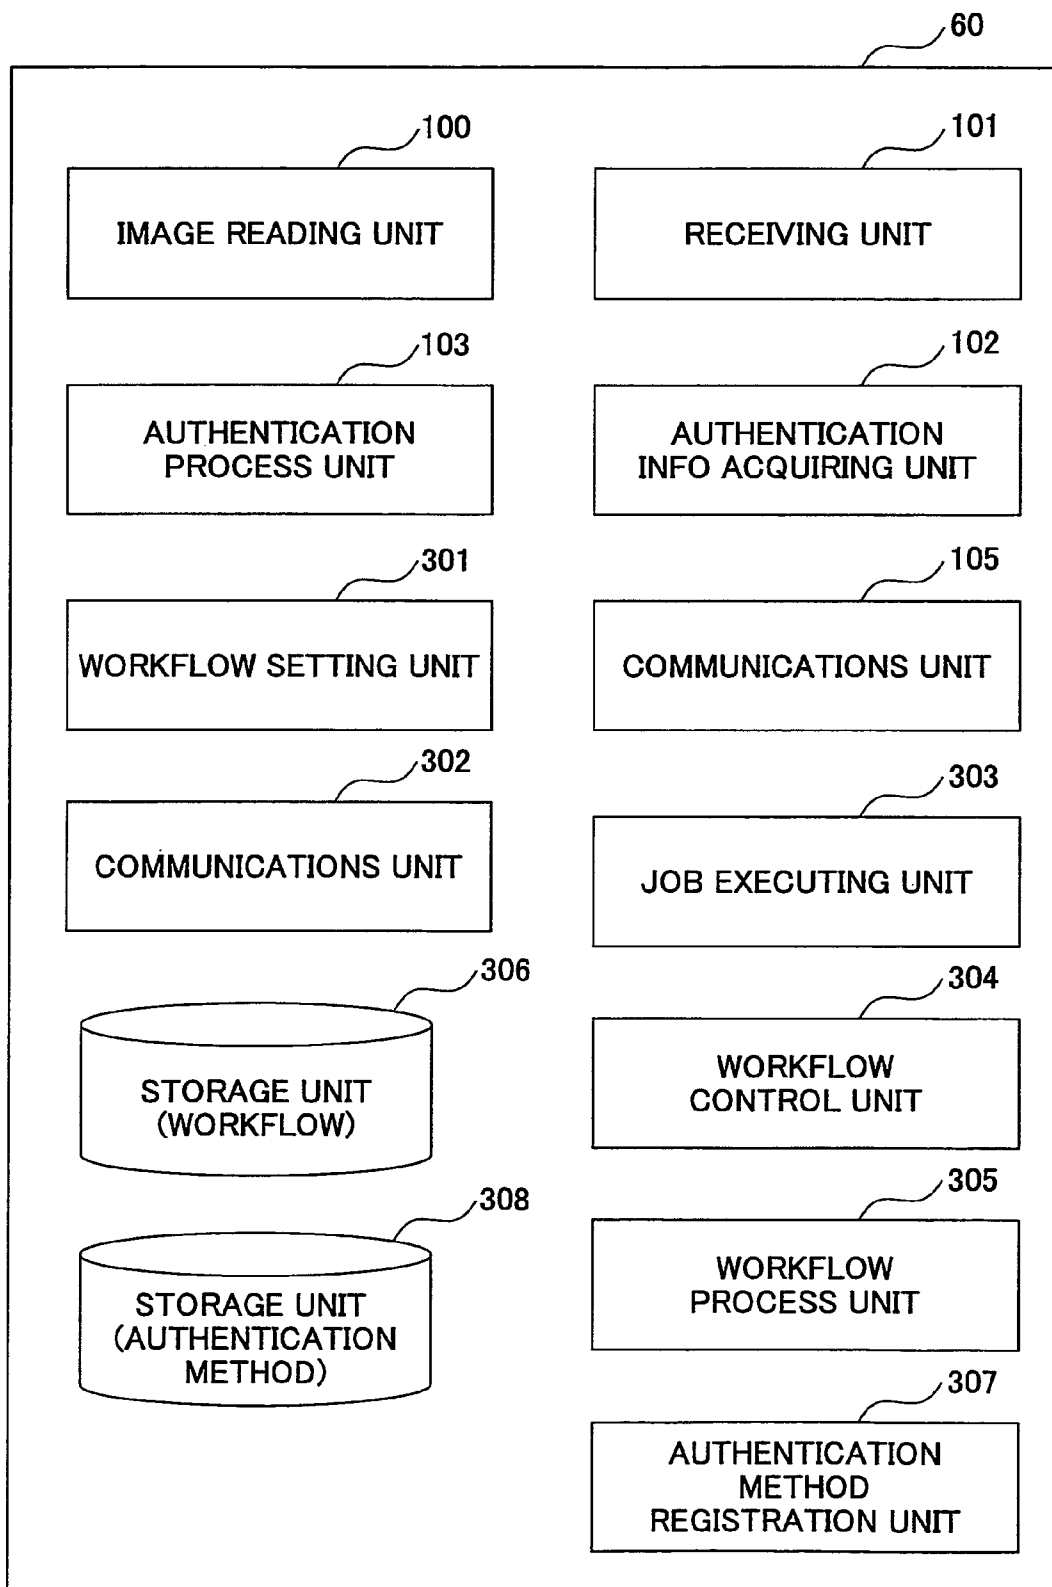 60
100
IMAGE READING UNIT
101
RECEIVING UNIT
103
AUTHENTICATION
PROCESS UNIT
102
AUTHENTICATION
INFO ACQUIRING UNIT
301
WORKFLOW SETTING UNIT
105
COMMUNICATIONS UNIT
302
COMMUNICATIONS UNIT
303
JOB EXECUTING UNIT
306
STORAGE UNIT
(WORKFLOW)
304
WORKFLOW
CONTROL UNIT
308
STORAGE UNIT
(AUTHENTICATION
METHOD)
305
WORKFLOW
PROCESS UNIT
307
AUTHENTICATION
METHOD
REGISTRATION UNIT